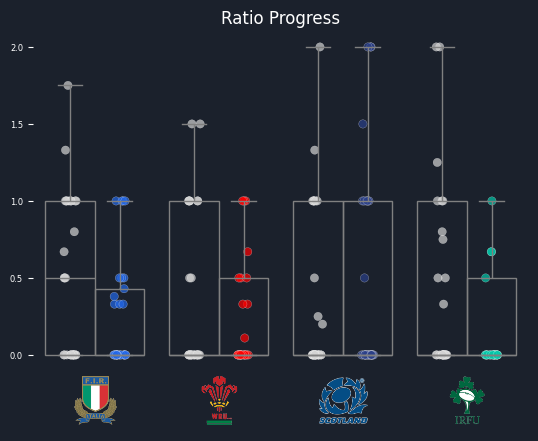 Ratio Progress
2.0
1.5
1.0
0.5
0.0
F.I.R.
ITALIA
W R U
SCOTLAND
IRFU